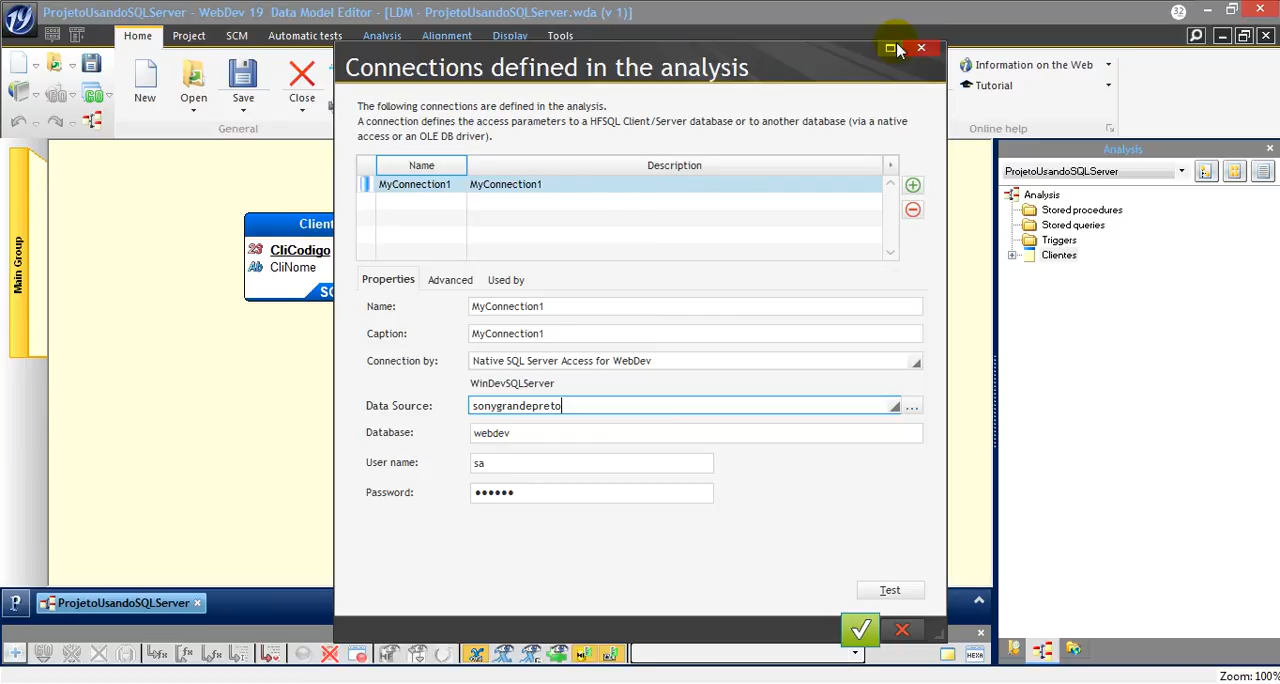 ProjetoUsandoSQLServer - WebDev 19  Data Model Editor - [LDM - ProjetoUsandoSQLServer.wda (v 1)]
32
19
Home
Project
SCM
Automatic tests
Analysis
Alignment
Display
Tools
New
Open
Save
Close
General
Information on the Web
Tutorial
Online help
Connections defined in the analysis
The following connections are defined in the analysis.
A connection defines the access parameters to a HFSQL Client/Server database or to another database (via a native
access or an OLE DB driver).
Name
Description
MyConnection1
MyConnection1
Properties
Advanced
Used by
Name:
MyConnection1
Caption:
MyConnection1
Connection by:
Native SQL Server Access for WebDev
WinDevSQLServer
Data Source:
sonygrandepreto
...
Database:
webdev
User name:
sa
Password:
••••••
Test
Main Group
Client
23 CliCodigo
Ab CliNome
SQ
Analysis
ProjetoUsandoSQLServer
Analysis
Stored procedures
Stored queries
Triggers
Clientes
P
ProjetoUsandoSQLServer
HEXA
Zoom: 100%